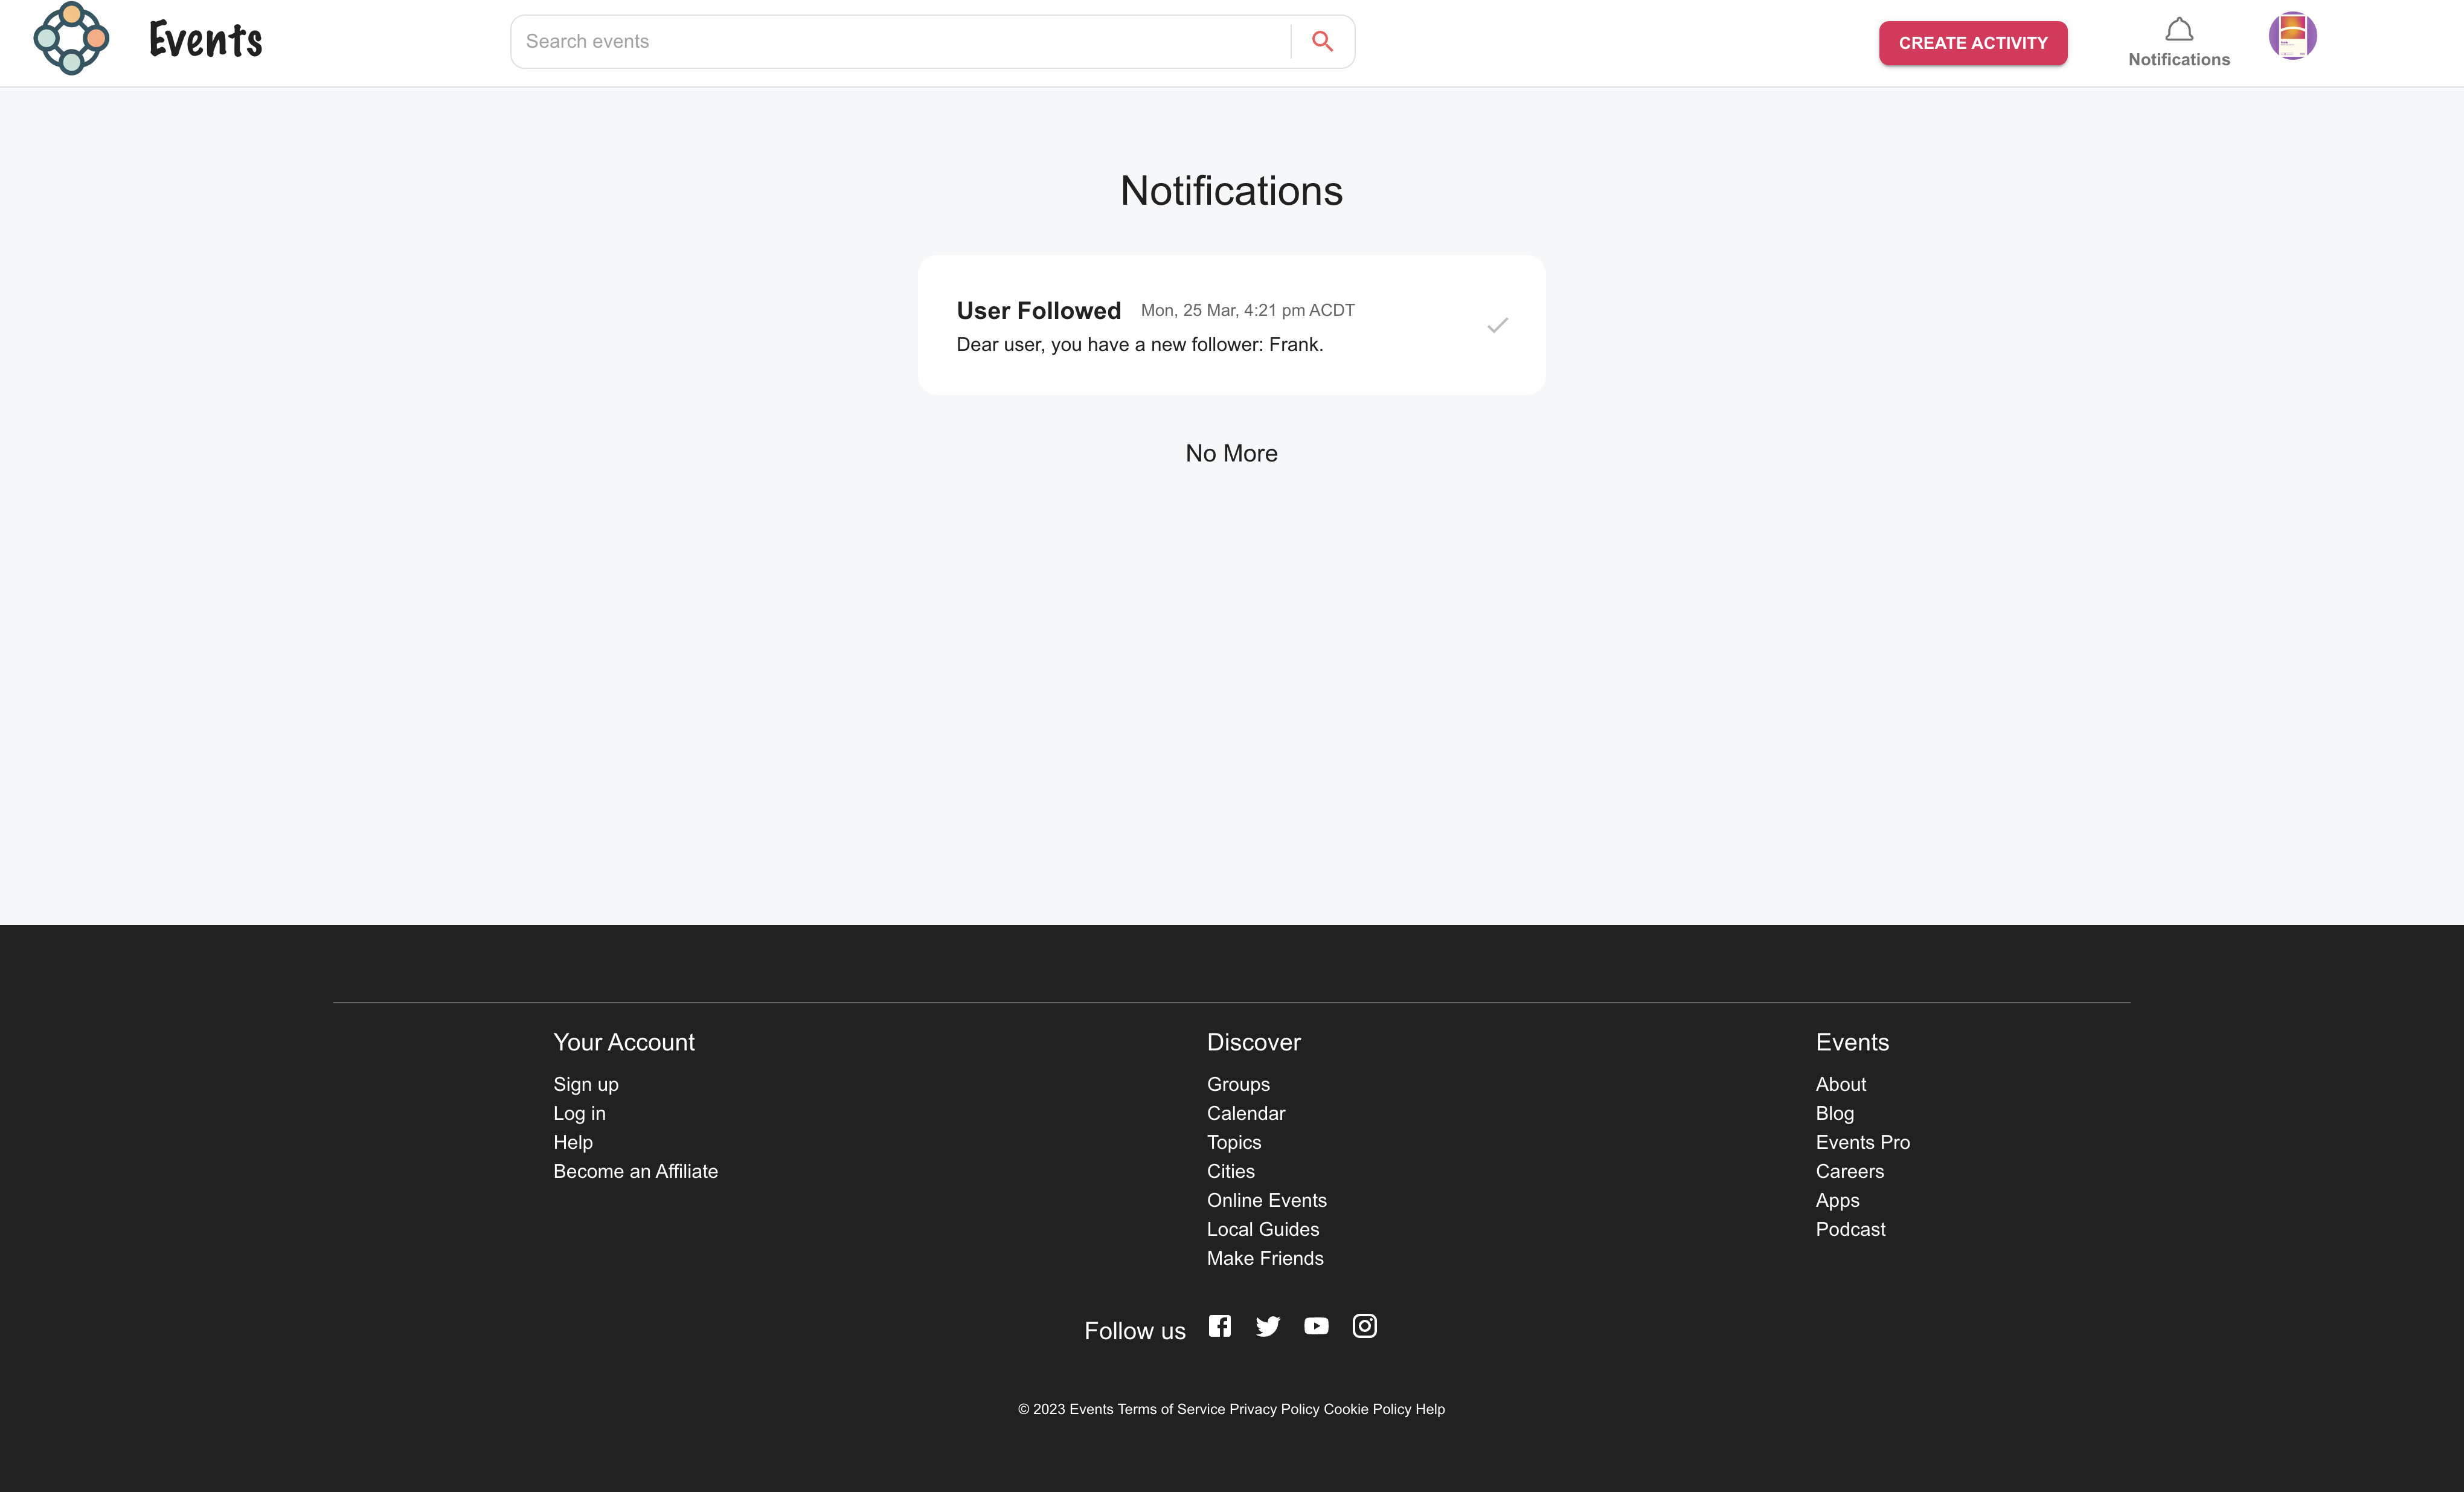 Events
Search events
CREATE ACTIVITY
Notifications
Notifications
User Followed Mon, 25 Mar, 4:21 pm ACDT
Dear user, you have a new follower: Frank.
No More
Your Account
Sign up
Log in
Help
Become an Affiliate
Discover
Groups
Calendar
Topics
Cities
Online Events
Local Guides
Make Friends
Events
About
Blog
Events Pro
Careers
Apps
Podcast
Follow us
© 2023 Events Terms of Service Privacy Policy Cookie Policy Help